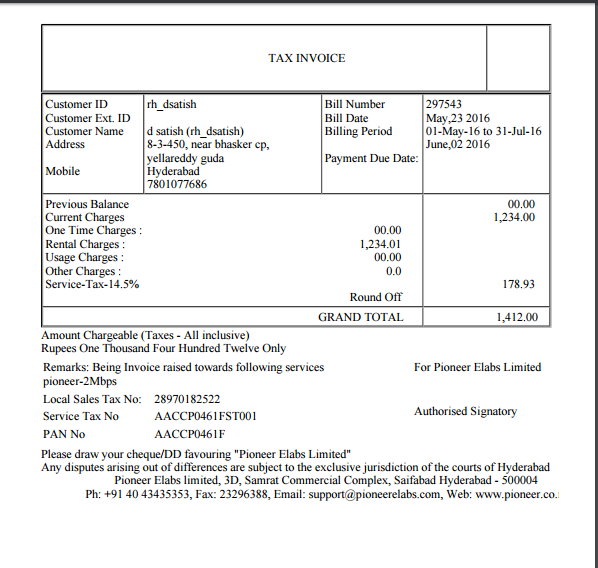 TAX INVOICE
Customer ID rh_dsatish Bill Number 297543
Customer Ext. ID Bill Date May,23 2016
Customer Name d satish (rh_dsatish) Billing Period 01-May-16 to 31-Jul-16
Address 8-3-450, near bhasker cp, June,02 2016
yellareddy guda Payment Due Date:
Mobile Hyderabad
7801077686
Previous Balance 00.00
Current Charges 1,234.00
One Time Charges : 00.00
Rental Charges : 1,234.01
Usage Charges : 00.00
Other Charges : 0.0
Service-Tax-14.5% 178.93
Round Off
GRAND TOTAL 1,412.00
Amount Chargeable (Taxes - All inclusive)
Rupees One Thousand Four Hundred Twelve Only
Remarks: Being Invoice raised towards following services For Pioneer Elabs Limited
pioneer-2Mbps
Local Sales Tax No: 28970182522
Service Tax No AACCP0461FST001 Authorised Signatory
PAN No AACCP0461F
Please draw your cheque/DD favouring "Pioneer Elabs Limited"
Any disputes arising out of differences are subject to the exclusive jurisdiction of the courts of Hyderabad
Pioneer Elabs limited, 3D, Samrat Commercial Complex, Saifabad Hyderabad - 500004
Ph: +91 40 43435353, Fax: 23296388, Email: support@pioneerelabs.com, Web: www.pioneer.co.